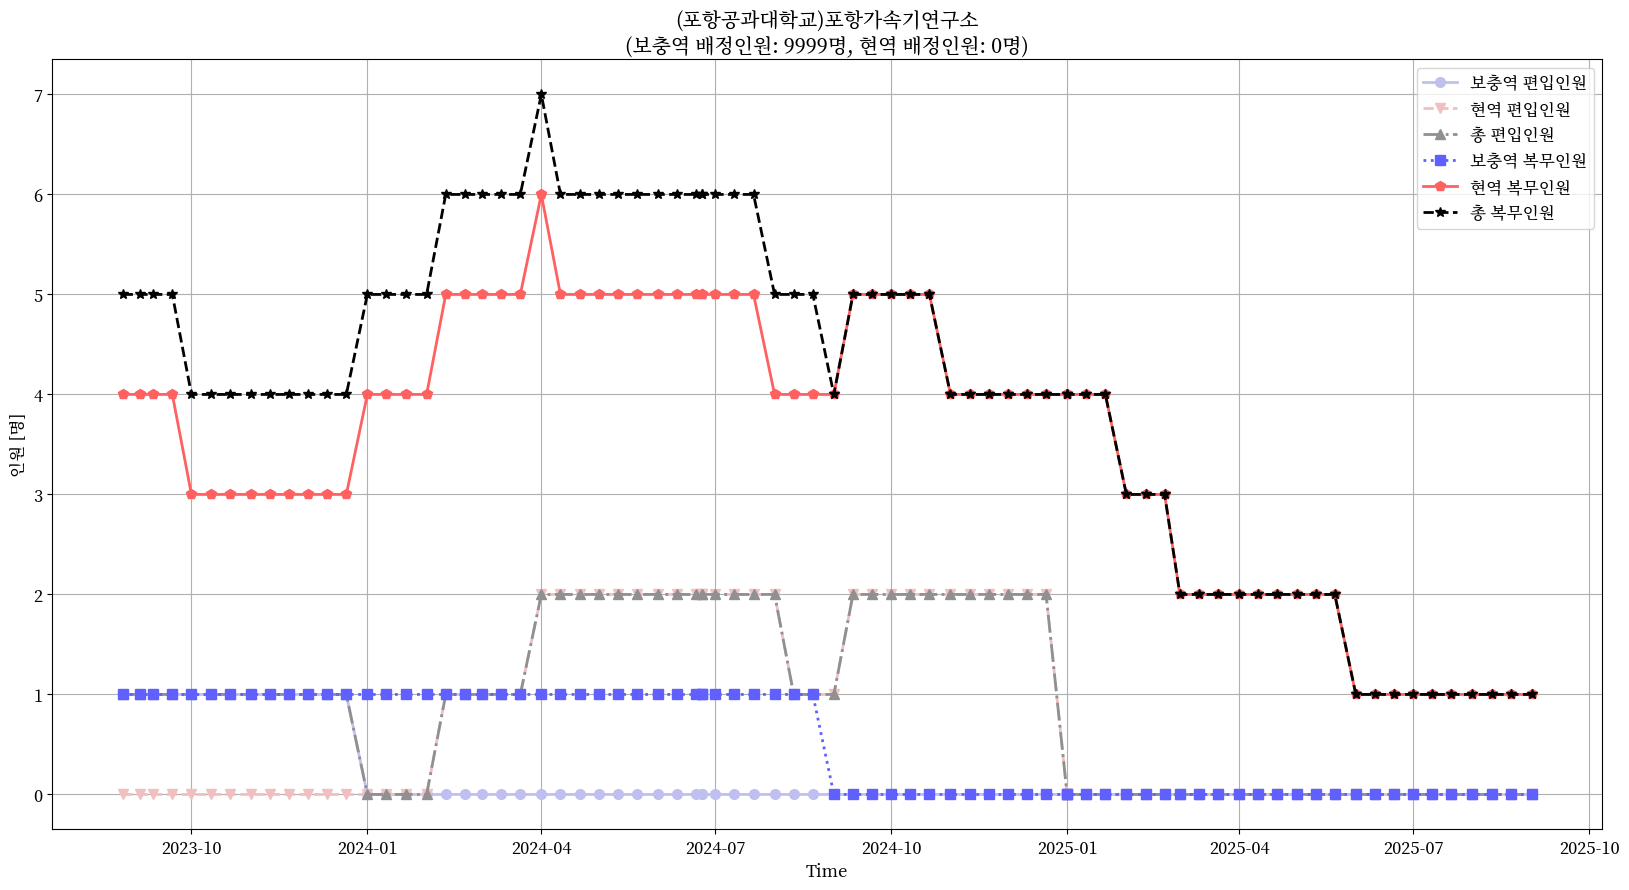 (포항공과대학교)포항가속기연구소
(보충역 배정인원: 9999명, 현역 배정인원: 0명)
보충역 편입인원
현역 편입인원
총 편입인원
보충역 복무인원
현역 복무인원
총 복무인원
인원 [명]
7
6
5
4
3
2
1
0
2023-10 2024-01 2024-04 2024-07 2024-10 2025-01 2025-04 2025-07 2025-10
Time